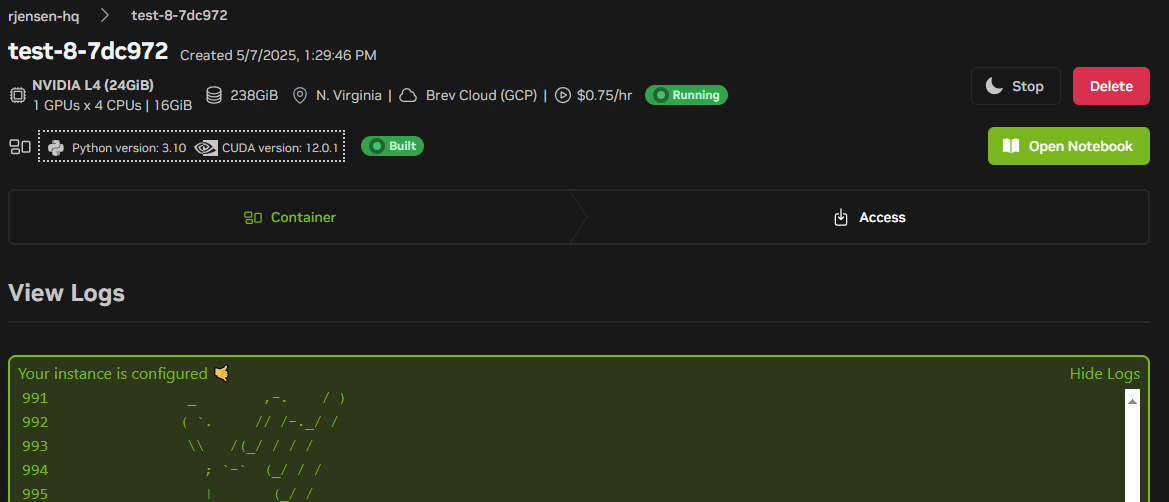 rjensen-hq > test-8-7dc972
test-8-7dc972 Created 5/7/2025, 1:29:46 PM
NVIDIA L4 (24GiB)
1 GPUs x 4 CPUs | 16GiB
238GiB
N. Virginia | Brev Cloud (GCP) | $0.75/hr
Running
Stop
Delete
Python version: 3.10 CUDA version: 12.0.1
Built
Open Notebook
Container
Access
View Logs
Your instance is configured 🤙
Hide Logs
991                 _        ,-.    / )
992                ( `.     // /-._/ /
993                 \\   /(_/ / / /
994                   ; `-`  (_/ / /
995                   |       (_/ /